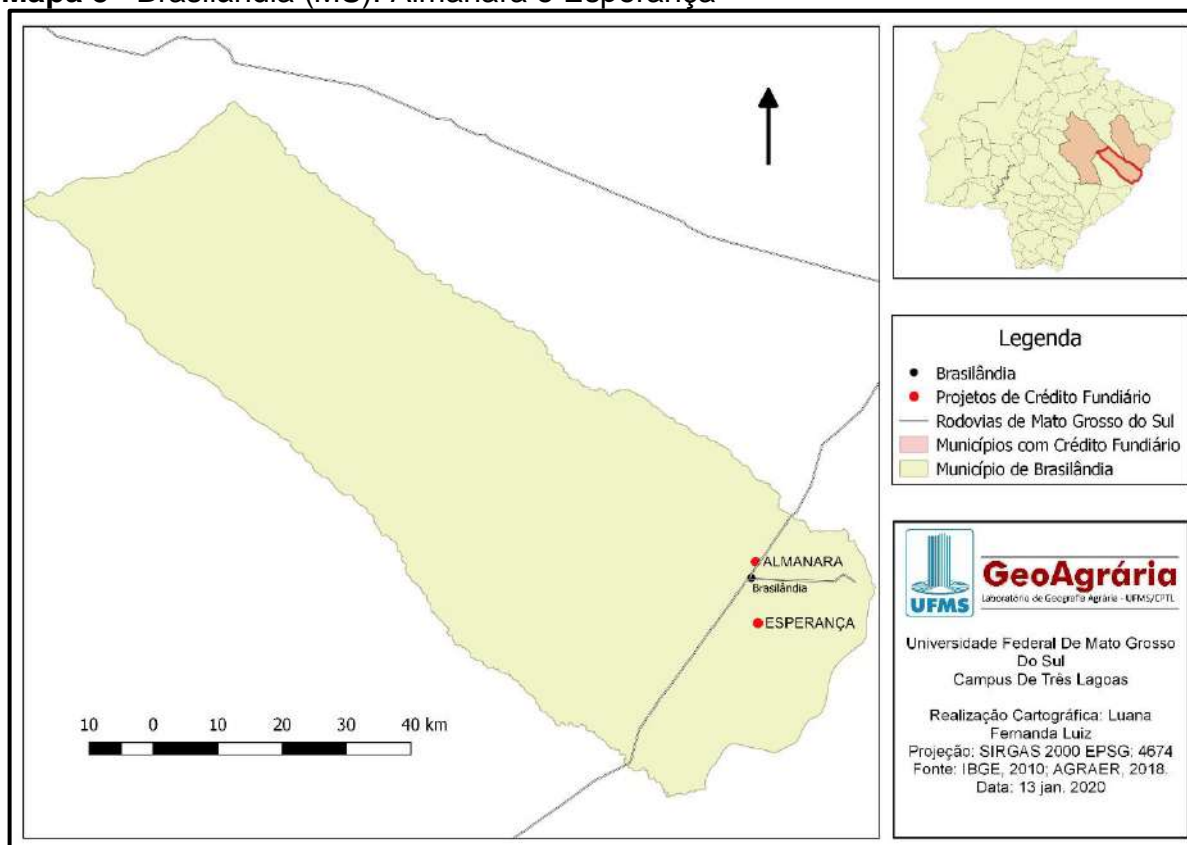 Brasilândia (MS): Almanara e Esperança
ALMANARA
Brasilândia
ESPERANÇA
10 0 10 20 30 40 km
Legenda
Brasilândia
Projetos de Crédito Fundiário
Rodovias de Mato Grosso do Sul
Municípios com Crédito Fundiário
Município de Brasilândia
UFMS
GeoAgrária
Laboratório de Geografia Agrária - UFMS/CPTL
Universidade Federal De Mato Grosso
Do Sul
Campus De Três Lagoas
Realização Cartográfica: Luana
Fernanda Luiz
Projeção: SIRGAS 2000 EPSG: 4674
Fonte: IBGE, 2010; AGRAER, 2018.
Data: 13 jan. 2020